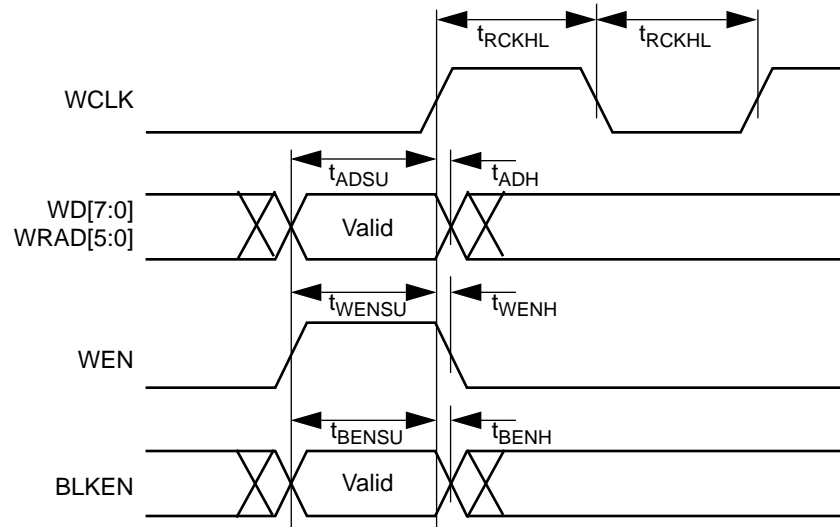 tRCKHL tRCKHL
WCLK
tADSU tADH
WD[7:0]
WRAD[5:0]
Valid
tWENSU tWENH
WEN
tBENSU tBENH
BLKEN
Valid